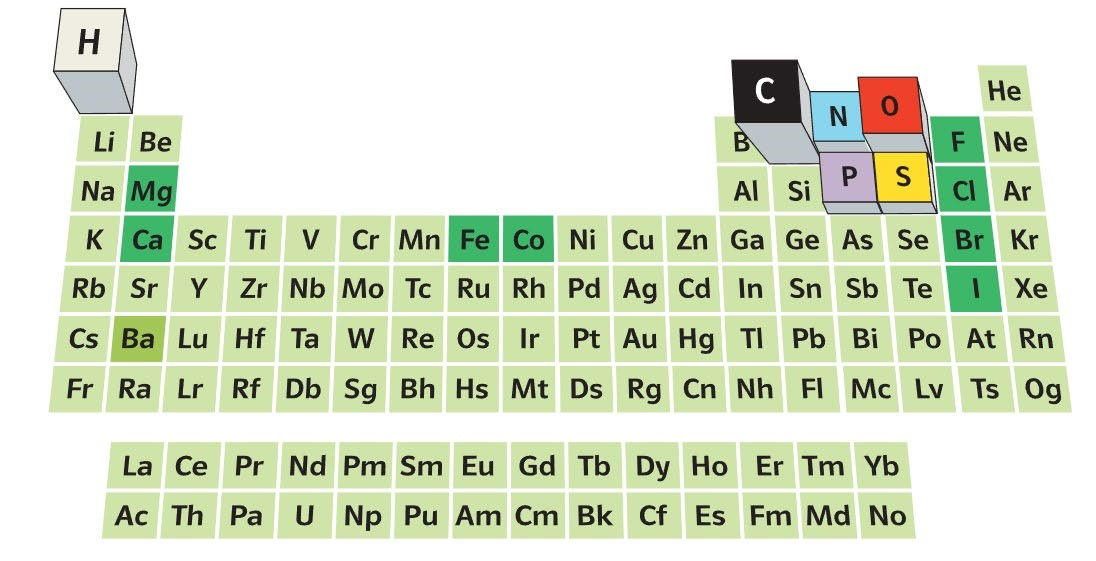 H He
Li Be B C N O F Ne
Na Mg Al Si P S Cl Ar
K Ca Sc Ti V Cr Mn Fe Co Ni Cu Zn Ga Ge As Se Br Kr
Rb Sr Y Zr Nb Mo Tc Ru Rh Pd Ag Cd In Sn Sb Te I Xe
Cs Ba Lu Hf Ta W Re Os Ir Pt Au Hg Tl Pb Bi Po At Rn
Fr Ra Lr Rf Db Sg Bh Hs Mt Ds Rg Cn Nh Fl Mc Lv Ts Og
La Ce Pr Nd Pm Sm Eu Gd Tb Dy Ho Er Tm Yb
Ac Th Pa U Np Pu Am Cm Bk Cf Es Fm Md No